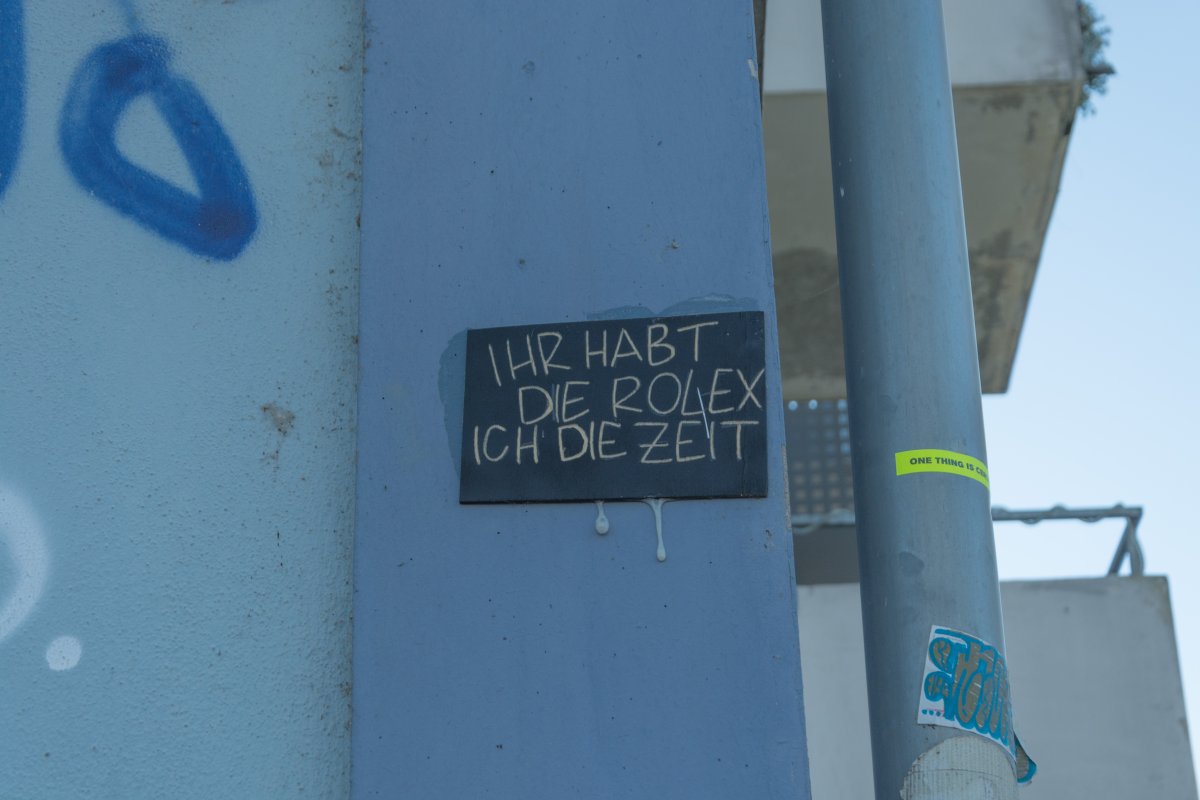 IHR HABT
DIE ROLEX
ICH DIE ZEIT
ONE THING IS